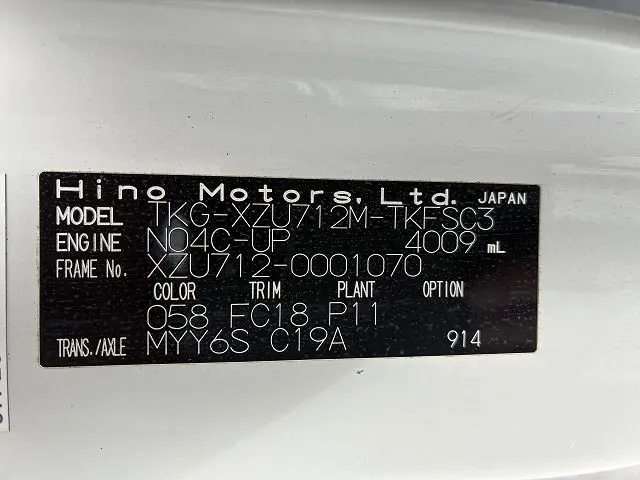 Hino Motors, Ltd. JAPAN
MODEL TKG-XZU712M-TKFSC3
ENGINE N04C-UP 4009 mL
FRAME No. XZU712-0001070
COLOR TRIM PLANT OPTION
058 FC18 P11
TRANS./AXLE MYY6S C19A 914